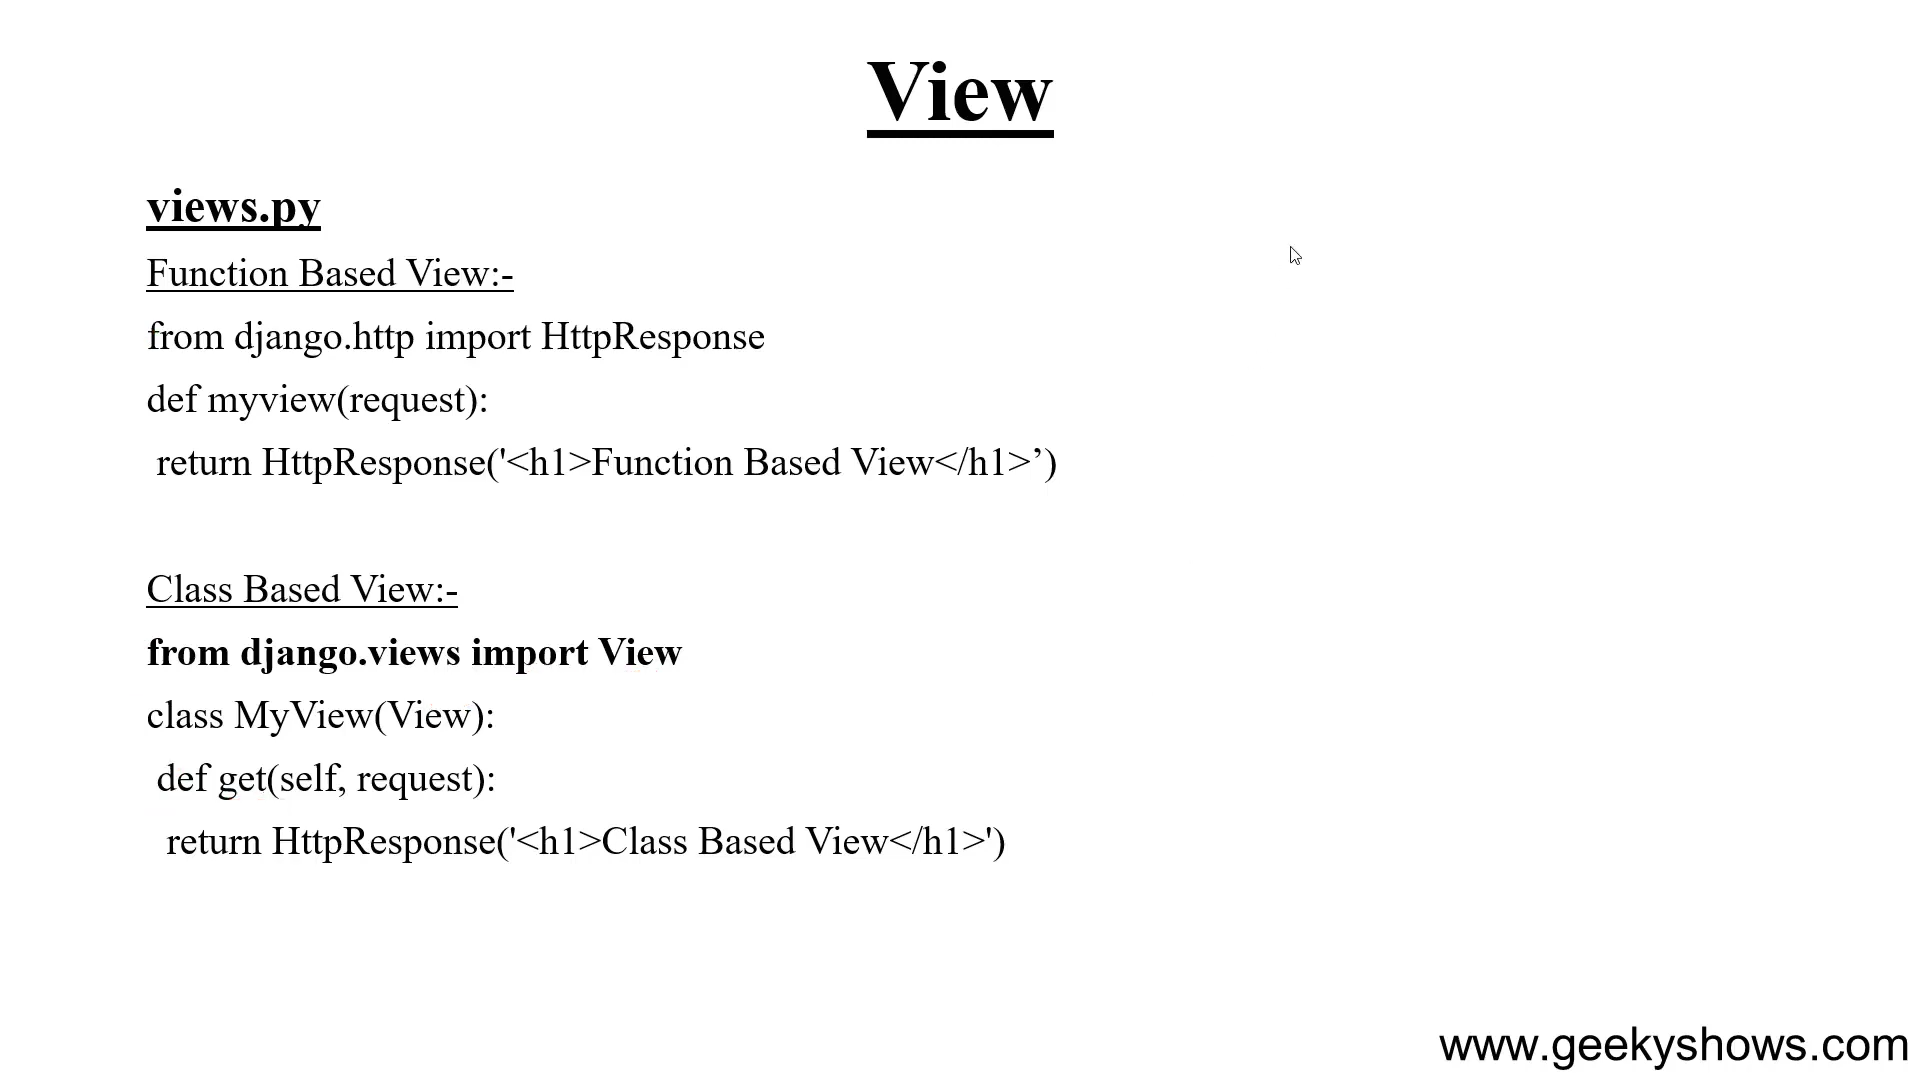 View
views.py
Function Based View:-
from django.http import HttpResponse
def myview(request):
 return HttpResponse('<h1>Function Based View</h1>’)
Class Based View:-
from django.views import View
class MyView(View):
 def get(self, request):
  return HttpResponse('<h1>Class Based View</h1>')
www.geekyshows.com